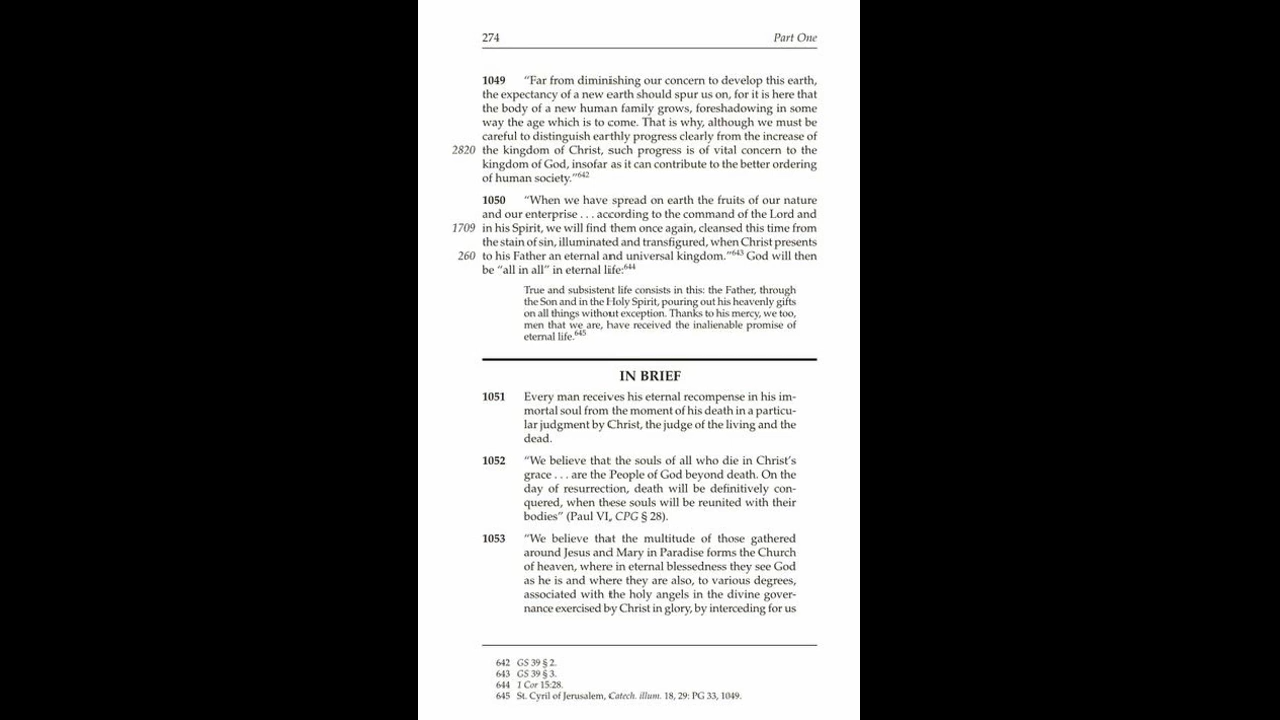 274 Part One
1049 “Far from diminishing our concern to develop this earth,
the expectancy of a new earth should spur us on, for it is here that
the body of a new human family grows, foreshadowing in some
way the age which is to come. That is why, although we must be
careful to distinguish earthly progress clearly from the increase of
2820 the kingdom of Christ, such progress is of vital concern to the
kingdom of God, insofar as it can contribute to the better ordering
of human society.”642
1050 “When we have spread on earth the fruits of our nature
and our enterprise . . . according to the command of the Lord and
1709 in his Spirit, we will find them once again, cleansed this time from
the stain of sin, illuminated and transfigured, when Christ presents
260 to his Father an eternal and universal kingdom.”643 God will then
be “all in all” in eternal life:644
True and subsistent life consists in this: the Father, through
the Son and in the Holy Spirit, pouring out his heavenly gifts
on all things without exception. Thanks to his mercy, we too,
men that we are, have received the inalienable promise of
eternal life.645
IN BRIEF
1051 Every man receives his eternal recompense in his im-
mortal soul from the moment of his death in a particu-
lar judgment by Christ, the judge of the living and the
dead.
1052 “We believe that the souls of all who die in Christ’s
grace . . . are the People of God beyond death. On the
day of resurrection, death will be definitively con-
quered, when these souls will be reunited with their
bodies” (Paul VI, CPG § 28).
1053 “We believe that the multitude of those gathered
around Jesus and Mary in Paradise forms the Church
of heaven, where in eternal blessedness they see God
as he is and where they are also, to various degrees,
associated with the holy angels in the divine gover-
nance exercised by Christ in glory, by interceding for us
642 GS 39 § 2.
643 GS 39 § 3.
644 1 Cor 15:28.
645 St. Cyril of Jerusalem, Catech. illum. 18, 29: PG 33, 1049.